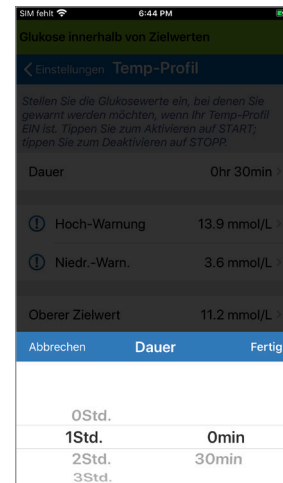 SIM fehlt 6:44 PM
Glukose innerhalb von Zielwerten
Einstellungen Temp-Profil
Stellen Sie die Glukosewerte ein, bei denen Sie
gewarnt werden möchten, wenn Ihr Temp-Profil
EIN ist. Tippen Sie zum Aktivieren auf START;
tippen Sie zum Deaktivieren auf STOPP.
Dauer 0hr 30min
Hoch-Warnung 13.9 mmol/L
Niedr.-Warn. 3.6 mmol/L
Oberer Zielwert 11.2 mmol/L
Abbrechen Dauer Fertig
0Std.
1Std. 0min
2Std. 30min
3Std.